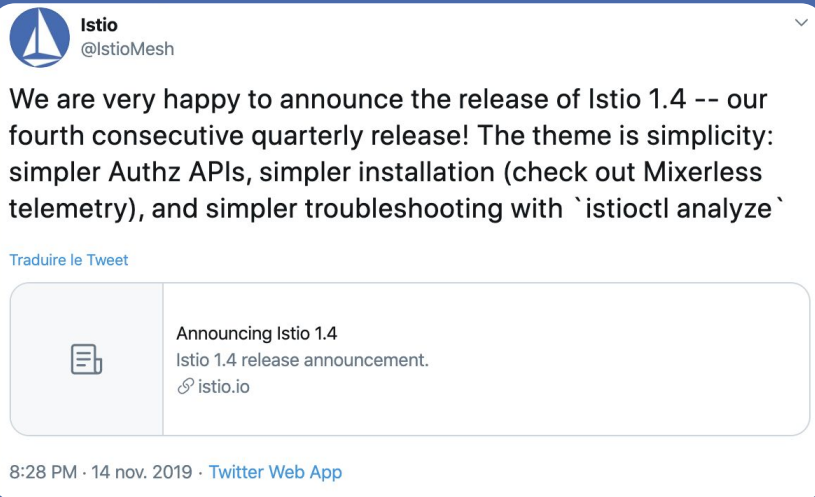 Istio
@IstioMesh
We are very happy to announce the release of Istio 1.4 -- our
fourth consecutive quarterly release! The theme is simplicity:
simpler Authz APIs, simpler installation (check out Mixerless
telemetry), and simpler troubleshooting with `istioctl analyze`
Traduire le Tweet
Announcing Istio 1.4
Istio 1.4 release announcement.
istio.io
8:28 PM · 14 nov. 2019 · Twitter Web App